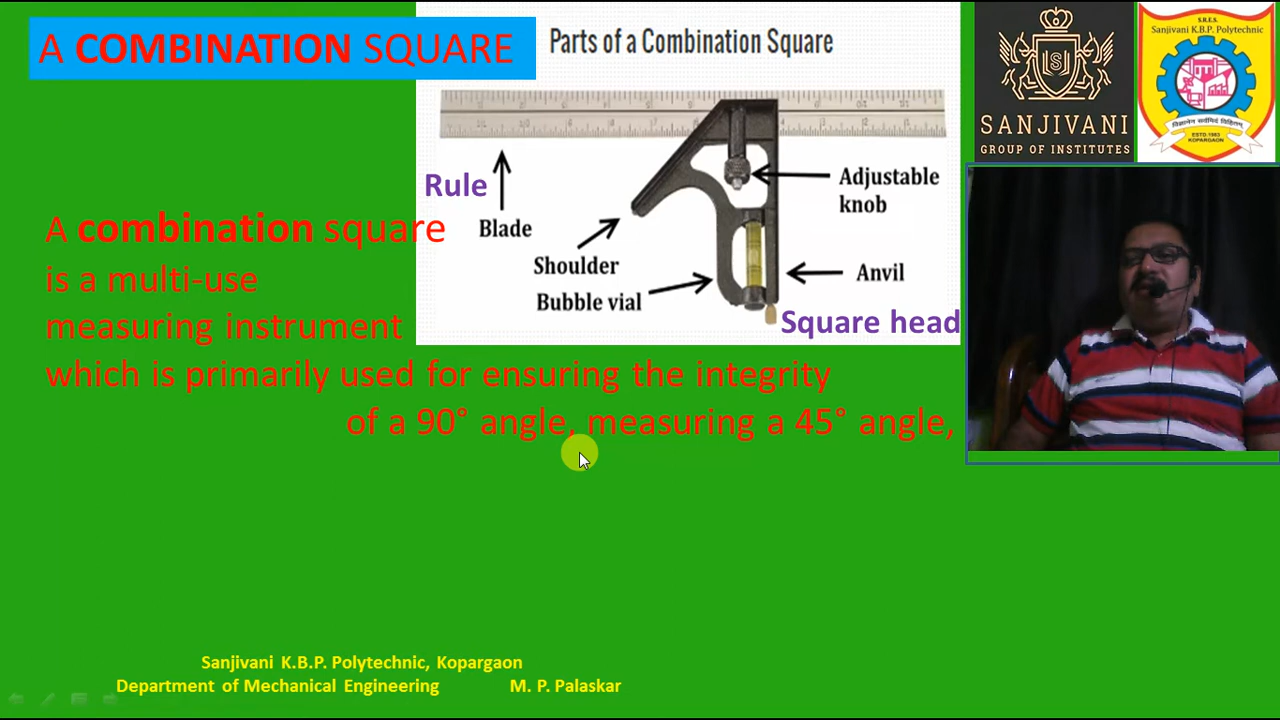 A COMBINATION SQUARE
Parts of a Combination Square
Rule
Blade
Adjustable
knob
Shoulder
Anvil
Bubble vial
Square head
A combination square
is a multi-use
measuring instrument
which is primarily used for ensuring the integrity
of a 90° angle, measuring a 45° angle,
SANJIVANI
GROUP OF INSTITUTES
S.R.E.S.
Sanjivani K.B.P. Polytechnic
ESTD.1983
KOPARGAON
Sanjivani K.B.P. Polytechnic, Kopargaon
Department of Mechanical Engineering M. P. Palaskar